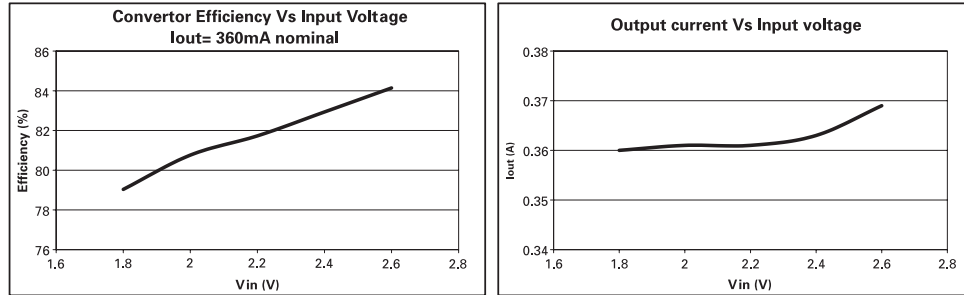 Convertor Efficiency Vs Input Voltage
Iout= 360mA nominal
86
84
82
80
78
76
Efficiency (%)
1.6 1.8 2 2.2 2.4 2.6 2.8
Vin (V)
Output current Vs Input voltage
0.38
0.37
0.36
0.35
0.34
Iout (A)
1.6 1.8 2 2.2 2.4 2.6 2.8
Vin (V)